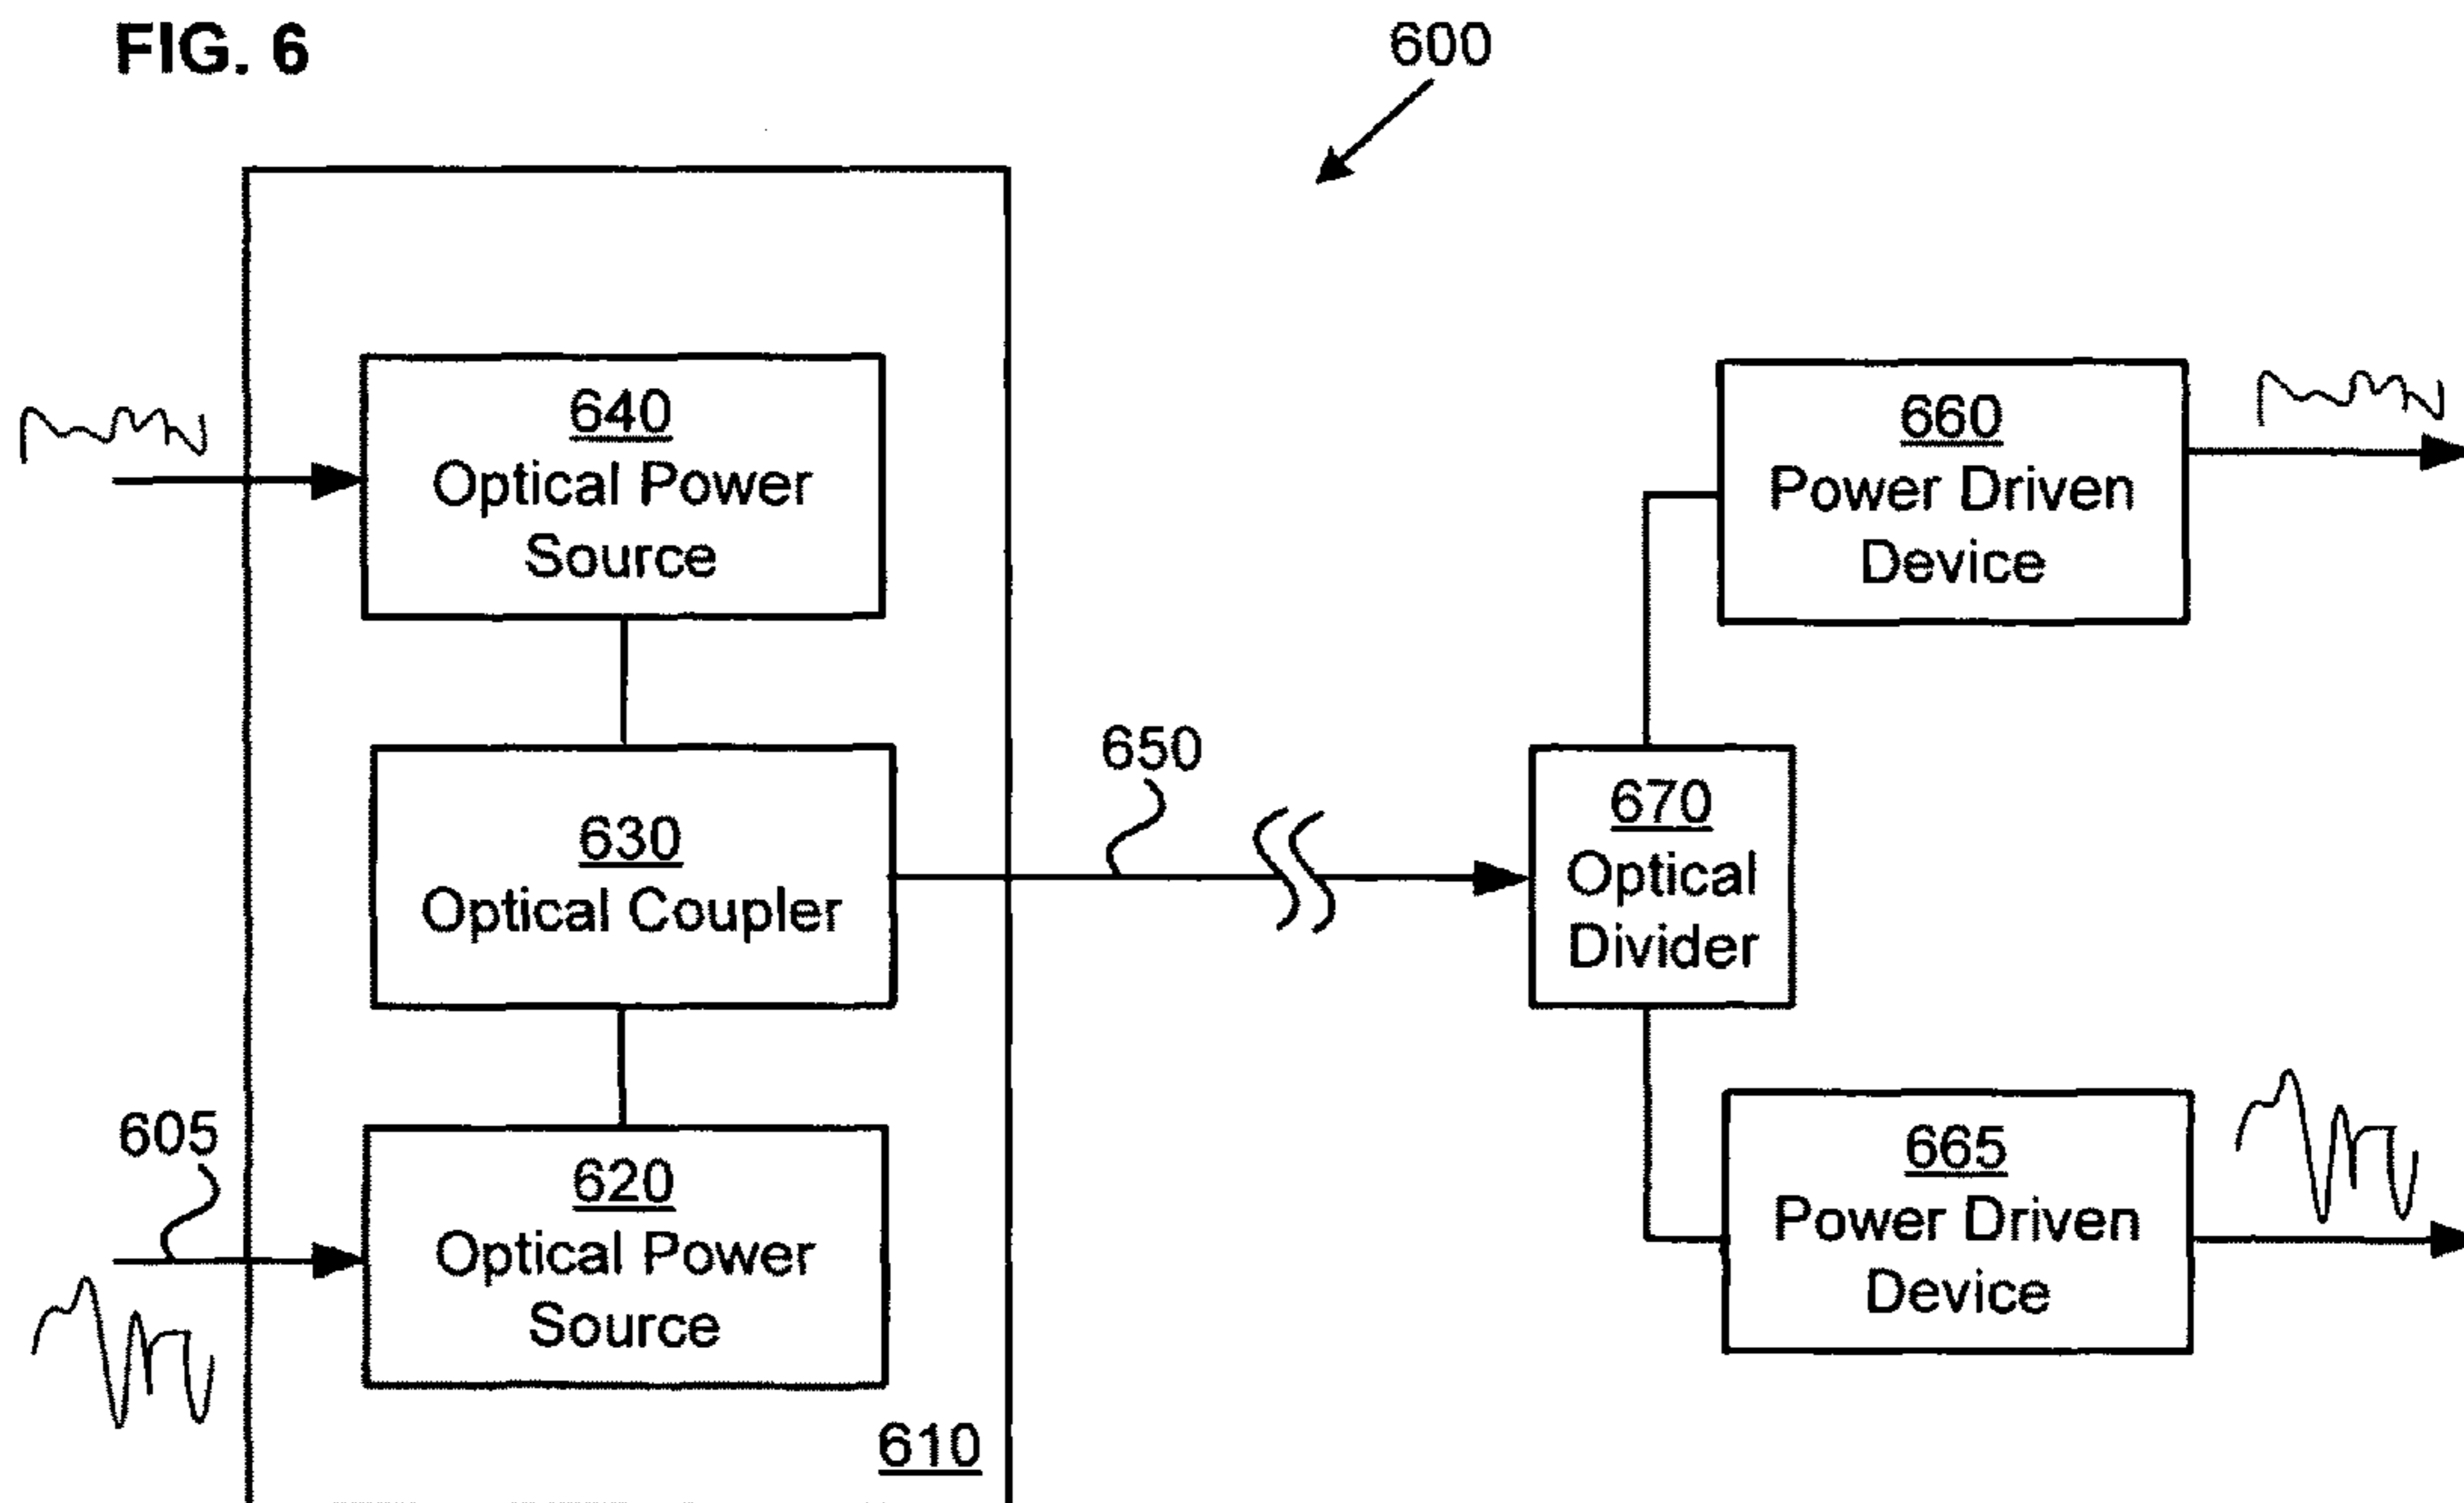 FIG. 6
600
640
Optical Power
Source
660
Power Driven
Device
650
630
Optical Coupler
670
Optical
Divider
605
620
Optical Power
Source
665
Power Driven
Device
610